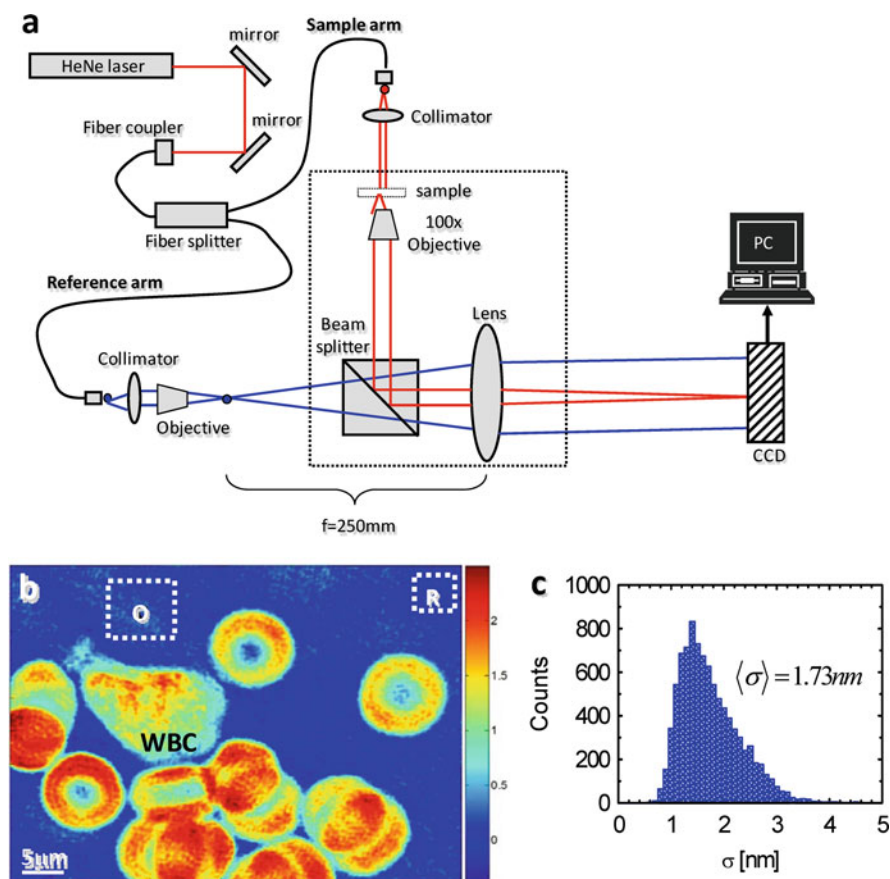 a
Sample arm
mirror
HeNe laser
Fiber coupler
mirror
Collimator
sample
100x
Objective
Fiber splitter
PC
Reference arm
Beam
splitter
Lens
Collimator
Objective
CCD
f=250mm
b
O
R
WBC
5μm
2
1.5
1
0.5
0
c
1000
800
600
400
200
0
Counts
⟨σ⟩ = 1.73nm
0 1 2 3 4 5
σ [nm]